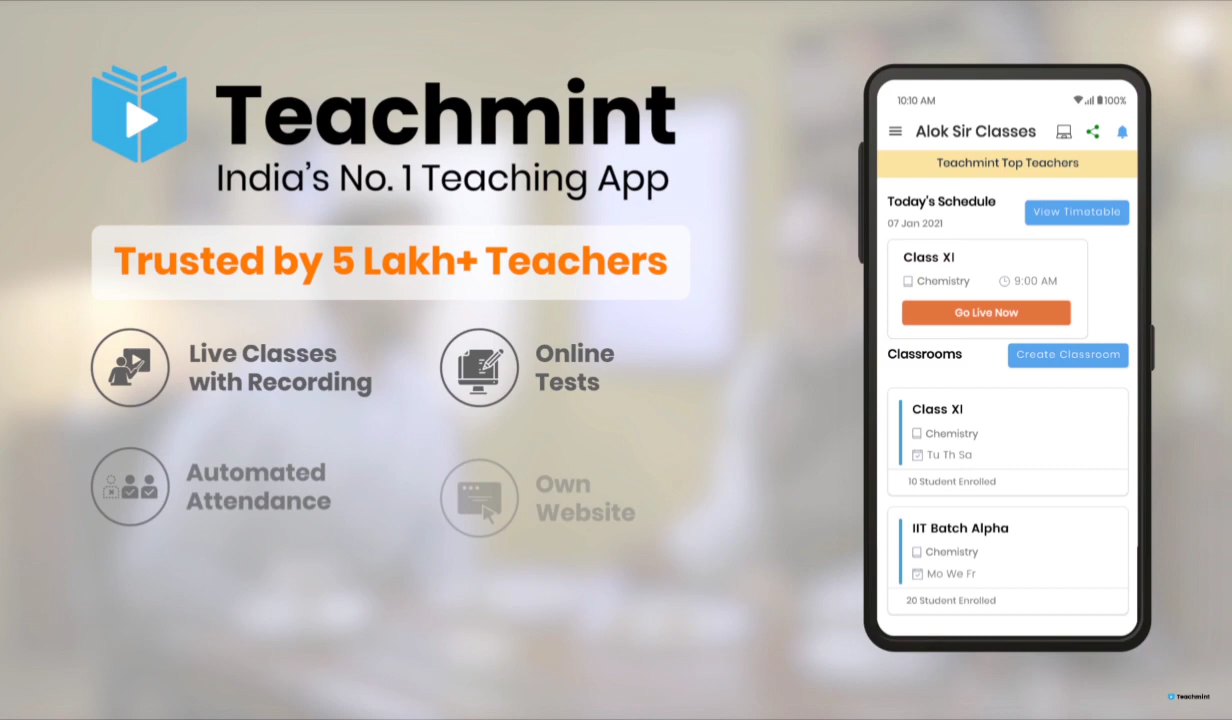 Teachmint
India's No. 1 Teaching App
Trusted by 5 Lakh+ Teachers
Live Classes
with Recording
Online
Tests
Automated
Attendance
Own
Website
10:10 AM
100%
Alok Sir Classes
Teachmint Top Teachers
Today's Schedule
View Timetable
07 Jan 2021
Class XI
Chemistry
9:00 AM
Go Live Now
Classrooms
Create Classroom
Class XI
Chemistry
Tu Th Sa
10 Student Enrolled
IIT Batch Alpha
Chemistry
Mo We Fr
20 Student Enrolled
Teachmint